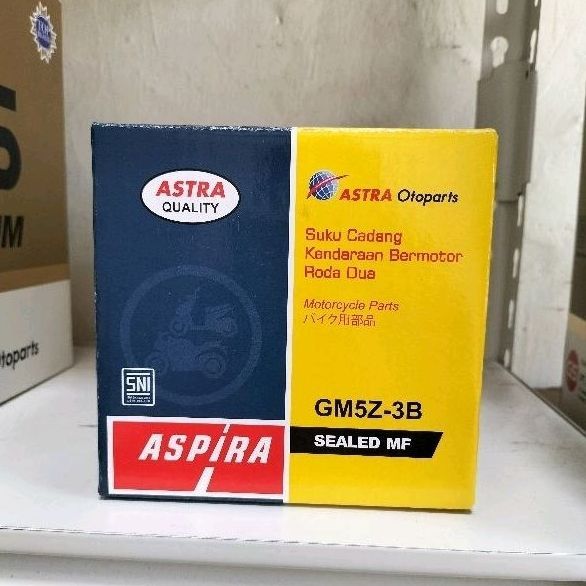 ASTRA
QUALITY
ASTRA Otoparts
Suku Cadang
Kendaraan Bermotor
Roda Dua
Motorcycle Parts
バイク用部品
SNI
GM5Z-3B
SEALED MF
ASPIRA
toparts